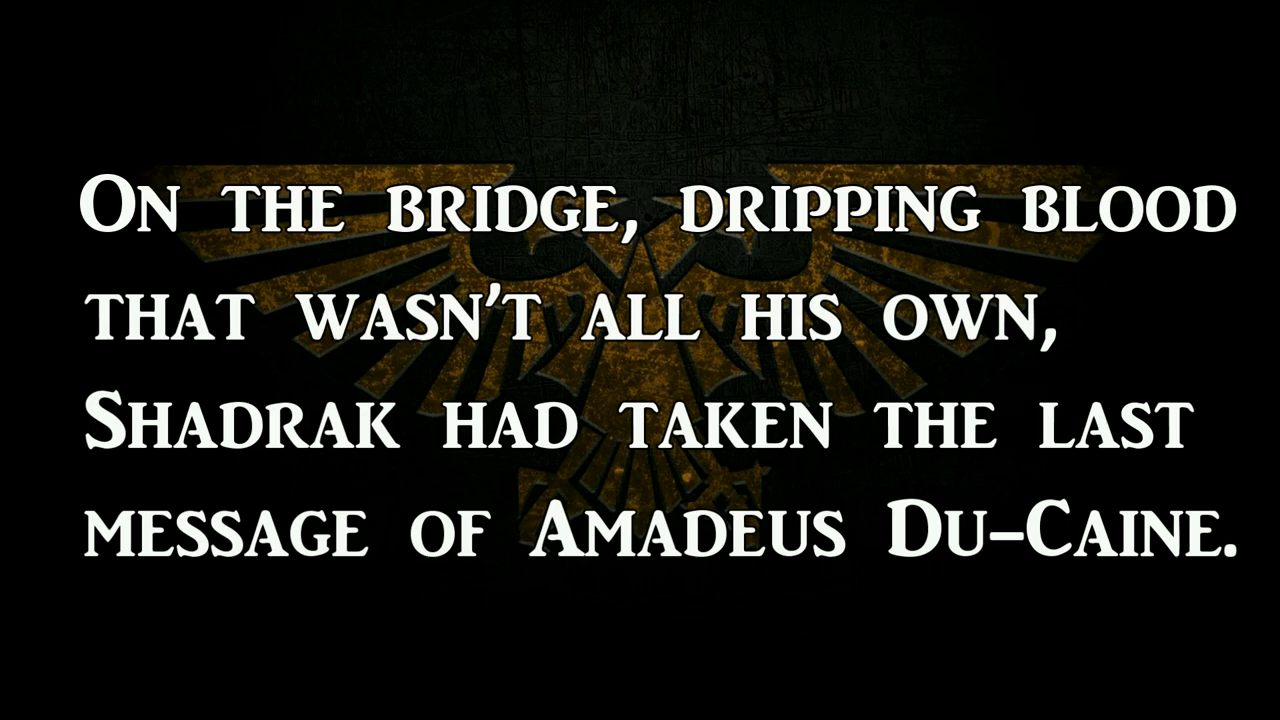 On the bridge, dripping blood
that wasn't all his own,
Shadrak had taken the last
message of Amadeus Du-Caine.